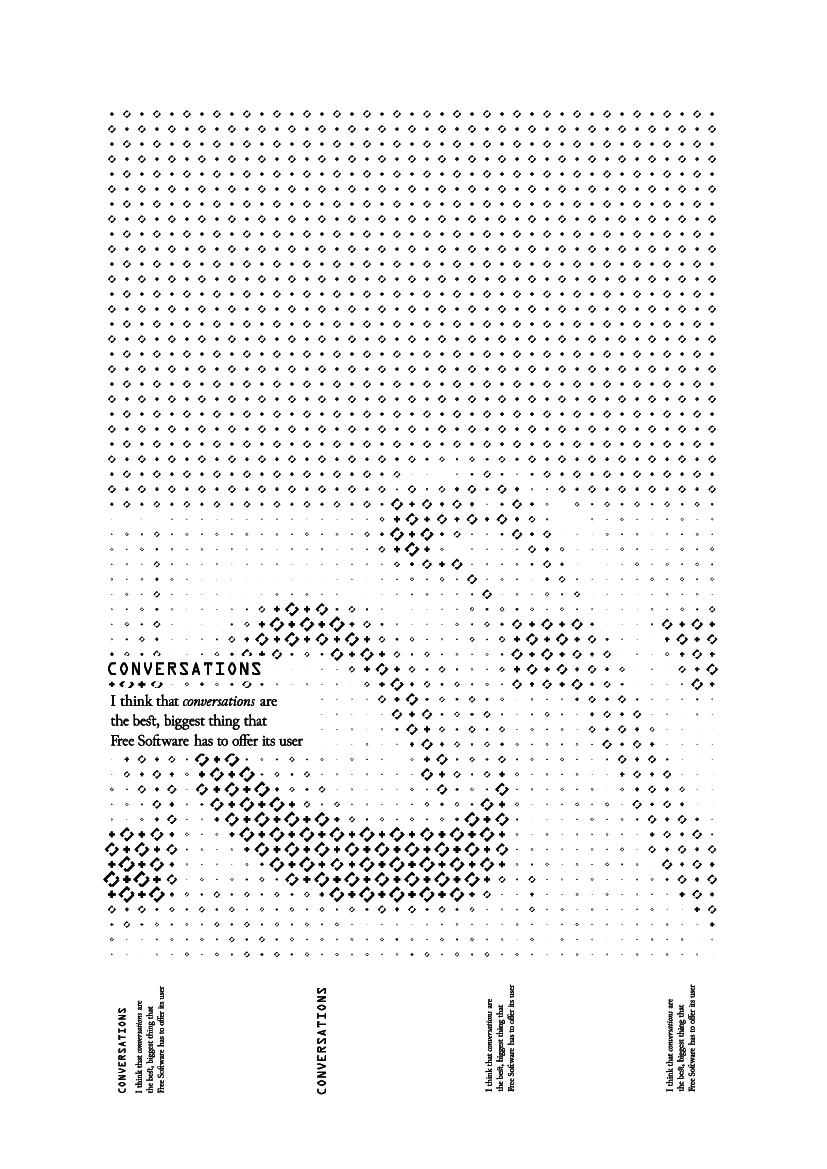 CONVERSATIONS
I think that conversations are
the best, biggest thing that
Free Software has to offer its user
CONVERSATIONS
I think that conversations are
the best, biggest thing that
Free Software has to offer its user
CONVERSATIONS
I think that conversations are
the best, biggest thing that
Free Software has to offer its user
I think that conversations are
the best, biggest thing that
Free Software has to offer its user